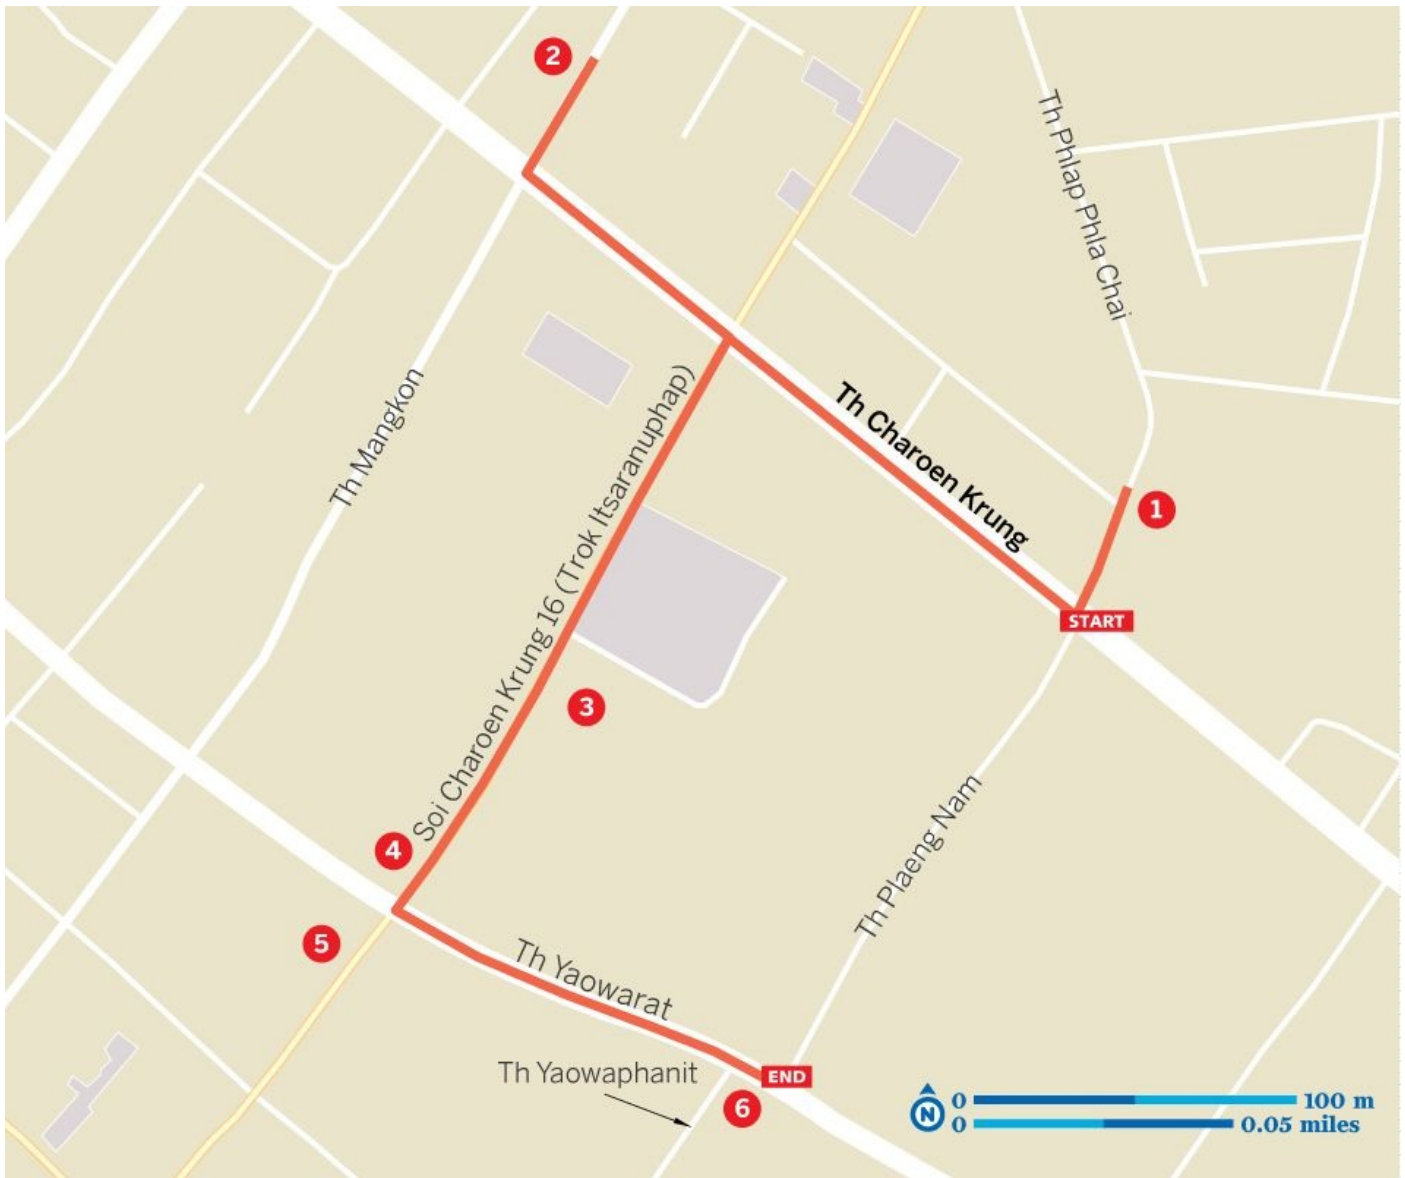 2
Th Phlap Phla Chai
Th Mangkon
Th Charoen Krung
1
START
Soi Charoen Krung 16 (Trok Itsaranuphap)
3
Th Plaeng Nam
4
5
Th Yaowarat
Th Yaowaphanit
END
6
N
0 100 m
0 0.05 miles